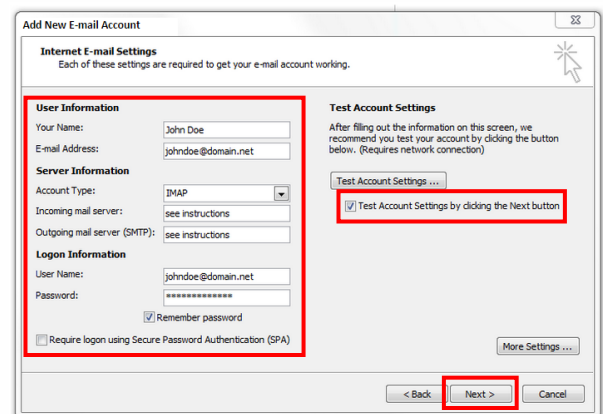 Add New E-mail Account
Internet E-mail Settings
Each of these settings are required to get your e-mail account working.
User Information
Your Name: John Doe
E-mail Address: johndoe@domain.net
Server Information
Account Type: IMAP
Incoming mail server: see instructions
Outgoing mail server (SMTP): see instructions
Logon Information
User Name: johndoe@domain.net
Password: *************
Remember password
Require logon using Secure Password Authentication (SPA)
Test Account Settings
After filling out the information on this screen, we
recommend you test your account by clicking the button
below. (Requires network connection)
Test Account Settings ...
Test Account Settings by clicking the Next button
More Settings ...
< Back Next > Cancel